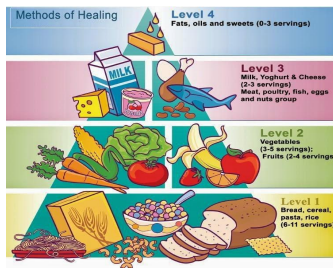 Methods of Healing
Level 4
Fats, oils and sweets (0-3 servings)
MILK
Level 3
Milk, Yoghurt & Cheese
(2-3 servings)
Meat, poultry, fish, eggs
and nuts group
Level 2
Vegetables
(3-5 servings);
Fruits (2-4 servings
Level 1
Bread, cereal,
pasta, rice
(6-11 servings)